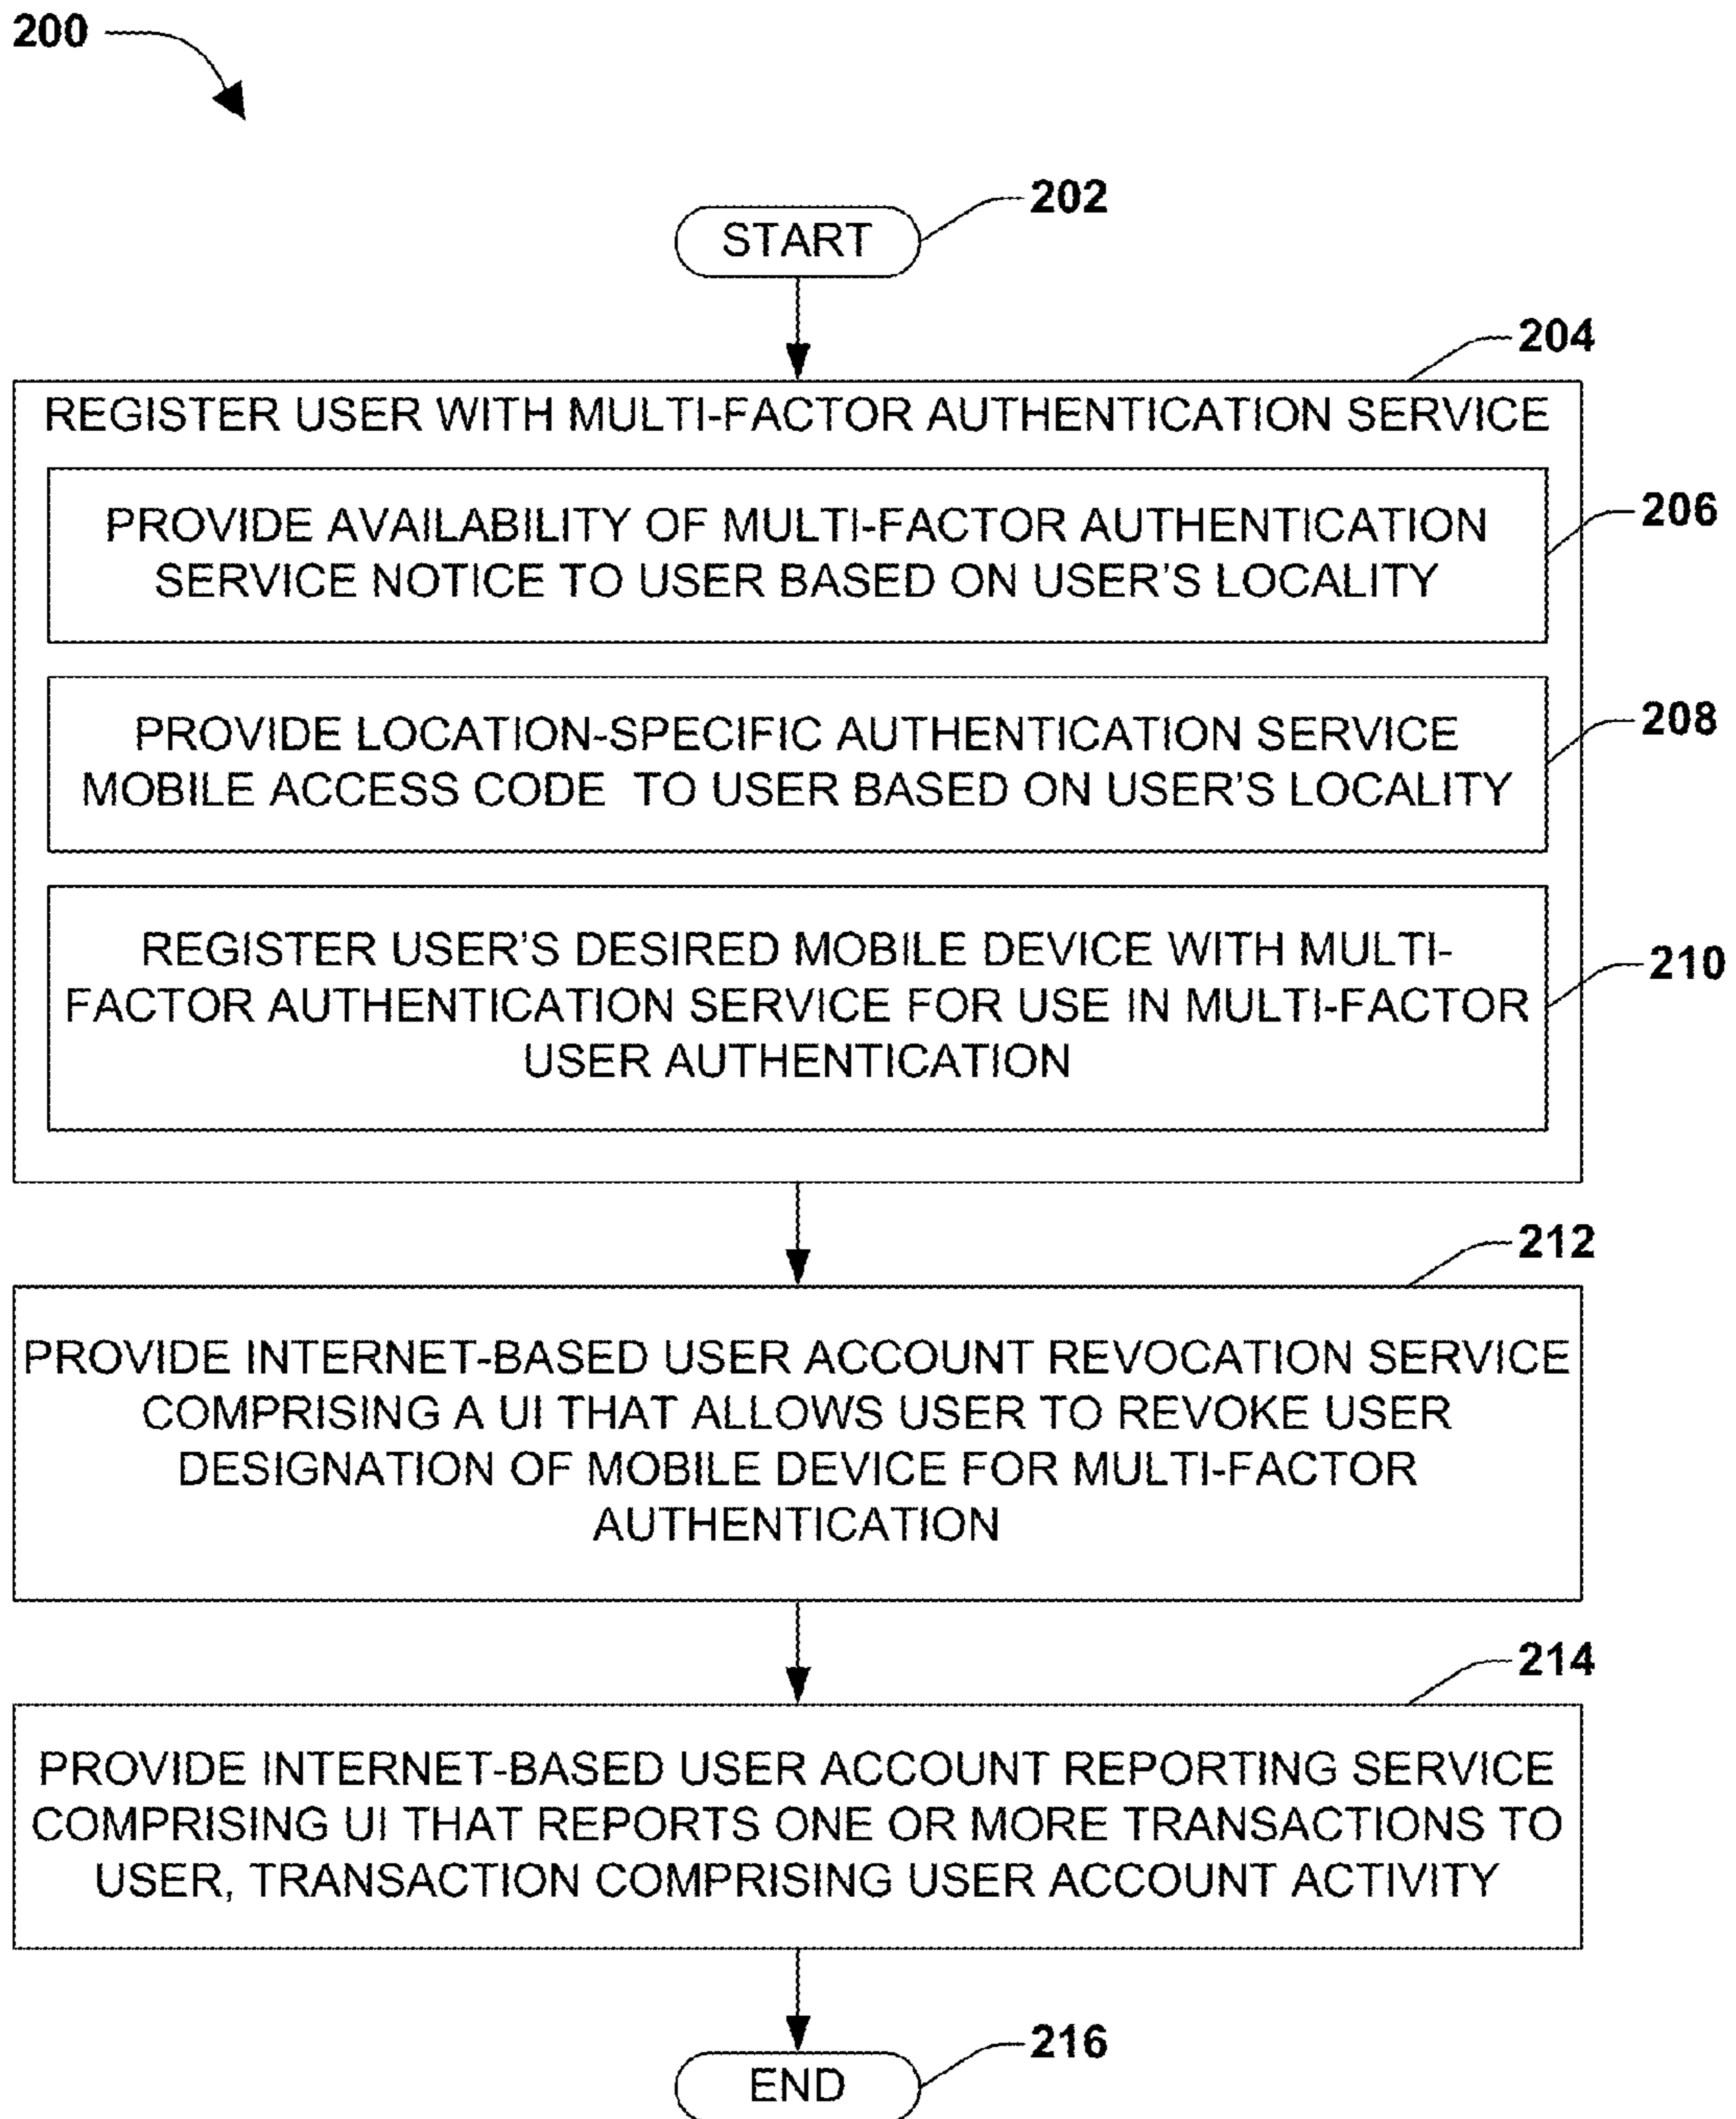 200
202
START
204
REGISTER USER WITH MULTI-FACTOR AUTHENTICATION SERVICE
PROVIDE AVAILABILITY OF MULTI-FACTOR AUTHENTICATION
SERVICE NOTICE TO USER BASED ON USER'S LOCALITY
206
PROVIDE LOCATION-SPECIFIC AUTHENTICATION SERVICE
MOBILE ACCESS CODE TO USER BASED ON USER'S LOCALITY
208
REGISTER USER'S DESIRED MOBILE DEVICE WITH MULTI-
FACTOR AUTHENTICATION SERVICE FOR USE IN MULTI-FACTOR
USER AUTHENTICATION
210
212
PROVIDE INTERNET-BASED USER ACCOUNT REVOCATION SERVICE
COMPRISING A UI THAT ALLOWS USER TO REVOKE USER
DESIGNATION OF MOBILE DEVICE FOR MULTI-FACTOR
AUTHENTICATION
214
PROVIDE INTERNET-BASED USER ACCOUNT REPORTING SERVICE
COMPRISING UI THAT REPORTS ONE OR MORE TRANSACTIONS TO
USER, TRANSACTION COMPRISING USER ACCOUNT ACTIVITY
216
END